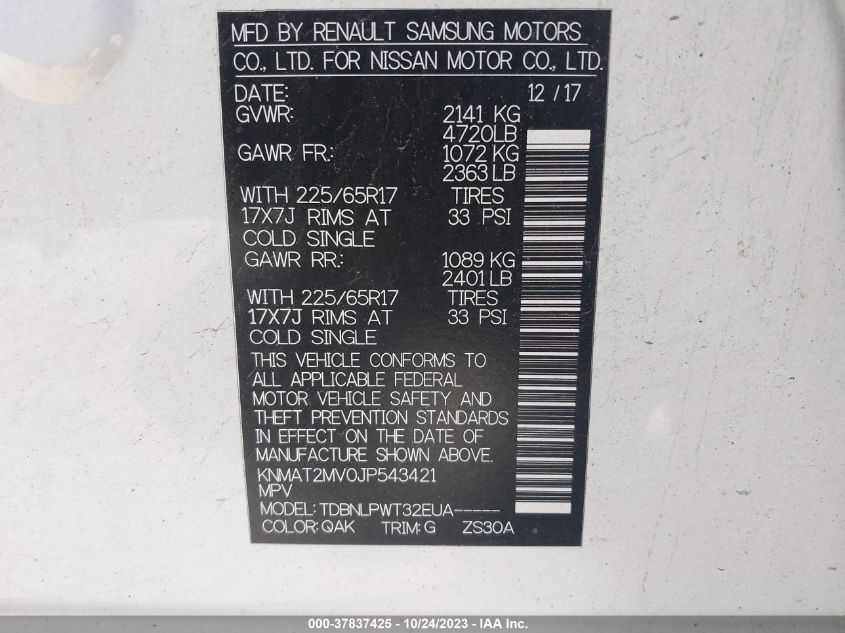 MFD BY RENAULT SAMSUNG MOTORS
CO., LTD. FOR NISSAN MOTOR CO., LTD.
DATE: 12 / 17
GVWR: 2141 KG
4720LB
GAWR FR.: 1072 KG
2363 LB
WITH 225/65R17 TIRES
17X7J RIMS AT 33 PSI
COLD SINGLE
GAWR RR.: 1089 KG
2401 LB
WITH 225/65R17 TIRES
17X7J RIMS AT 33 PSI
COLD SINGLE
THIS VEHICLE CONFORMS TO
ALL APPLICABLE FEDERAL
MOTOR VEHICLE SAFETY AND
THEFT PREVENTION STANDARDS
IN EFFECT ON THE DATE OF
MANUFACTURE SHOWN ABOVE.
KNMAT2MV0JP543421
MPV
MODEL: TDBNLPWT32EUA-----
COLOR: QAK TRIM: G ZS30A
000-37837425 - 10/24/2023 - IAA Inc.